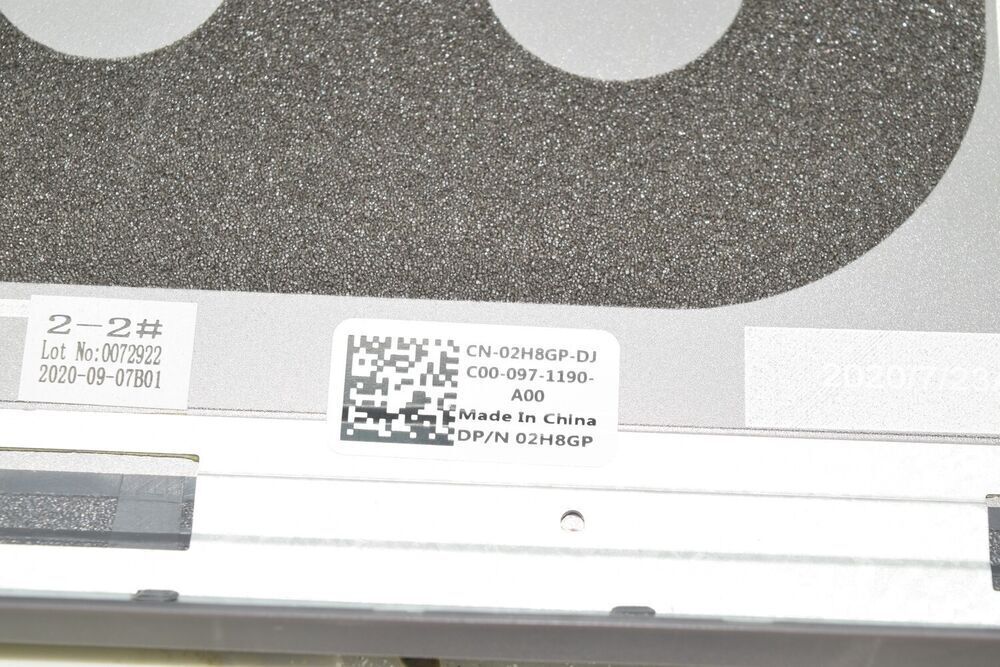 2-2#
Lot No:0072922
2020-09-07B01
CN-02H8GP-DJ
C00-097-1190-
A00
Made In China
DP/N 02H8GP